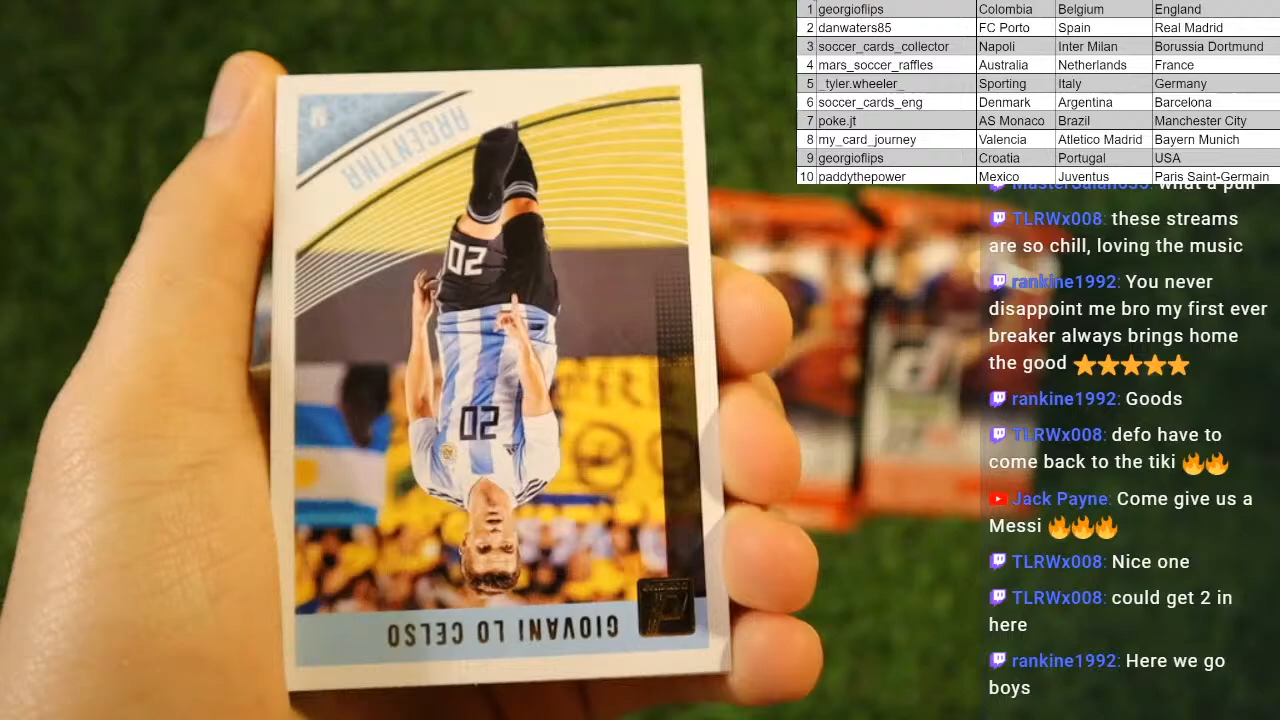 1 georgioflips Colombia Belgium England
2 danwaters85 FC Porto Spain Real Madrid
3 soccer_cards_collector Napoli Inter Milan Borussia Dortmund
4 mars_soccer_raffles Australia Netherlands France
5 _tyler.wheeler_ Sporting Italy Germany
6 soccer_cards_eng Denmark Argentina Barcelona
7 poke.jt AS Monaco Brazil Manchester City
8 my_card_journey Valencia Atletico Madrid Bayern Munich
9 georgioflips Croatia Portugal USA
10 paddythepower Mexico Juventus Paris Saint-Germain
what a pull
TLRWx008: these streams
are so chill, loving the music
rankine1992: You never
disappoint me bro my first ever
breaker always brings home
the good ⭐⭐⭐⭐⭐
rankine1992: Goods
TLRWx008: defo have to
come back to the tiki 🔥🔥
Jack Payne: Come give us a
Messi 🔥🔥🔥
TLRWx008: Nice one
TLRWx008: could get 2 in
here
rankine1992: Here we go
boys
ARGENTINA
20
20
GIOVANI LO CELSO